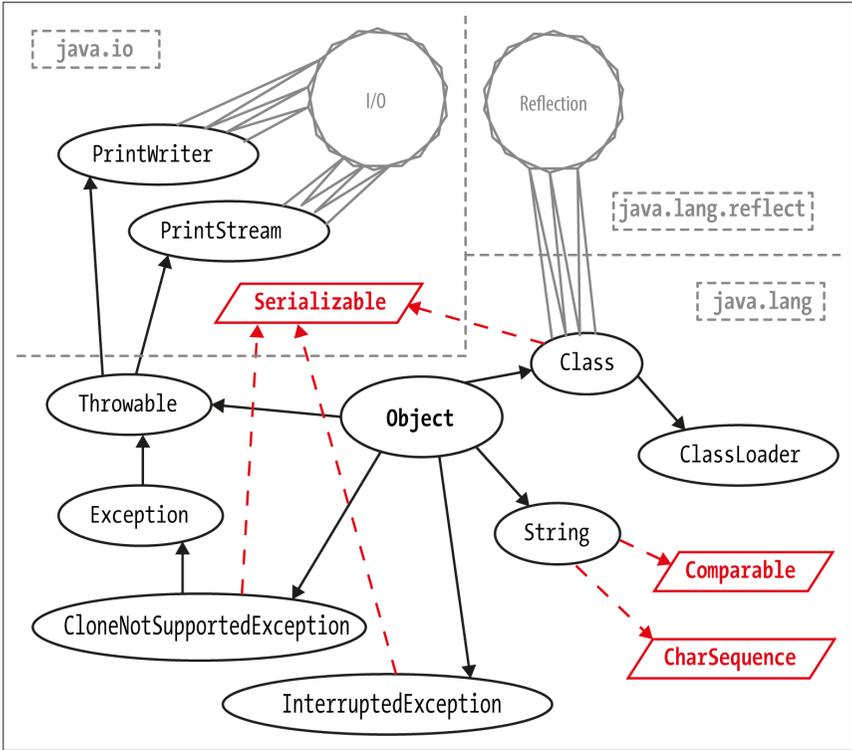 java.io
I/O
Reflection
PrintWriter
java.lang.reflect
PrintStream
Serializable
java.lang
Class
Throwable
Object
ClassLoader
Exception
String
Comparable
CloneNotSupportedException
CharSequence
InterruptedException